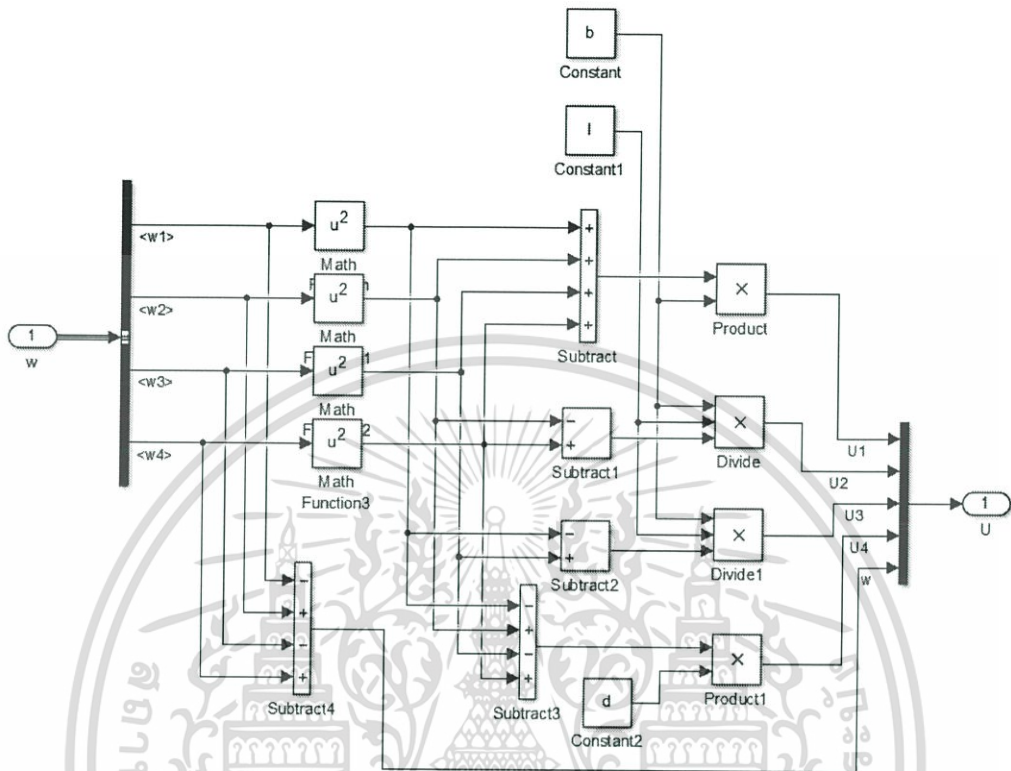 b
Constant
l
Constant1
<w1>
u²
Math
<w2>
u²
Math
<w3>
u²
Math
<w4>
u²
Math
Function3
1
w
+
+
+
+
Subtract
×
Product
−
+
Subtract1
×
Divide
−
+
Subtract2
×
Divide1
−
+
−
+
Subtract4
−
+
−
+
Subtract3
d
Constant2
×
Product1
U1
U2
U3
U4
w
1
U